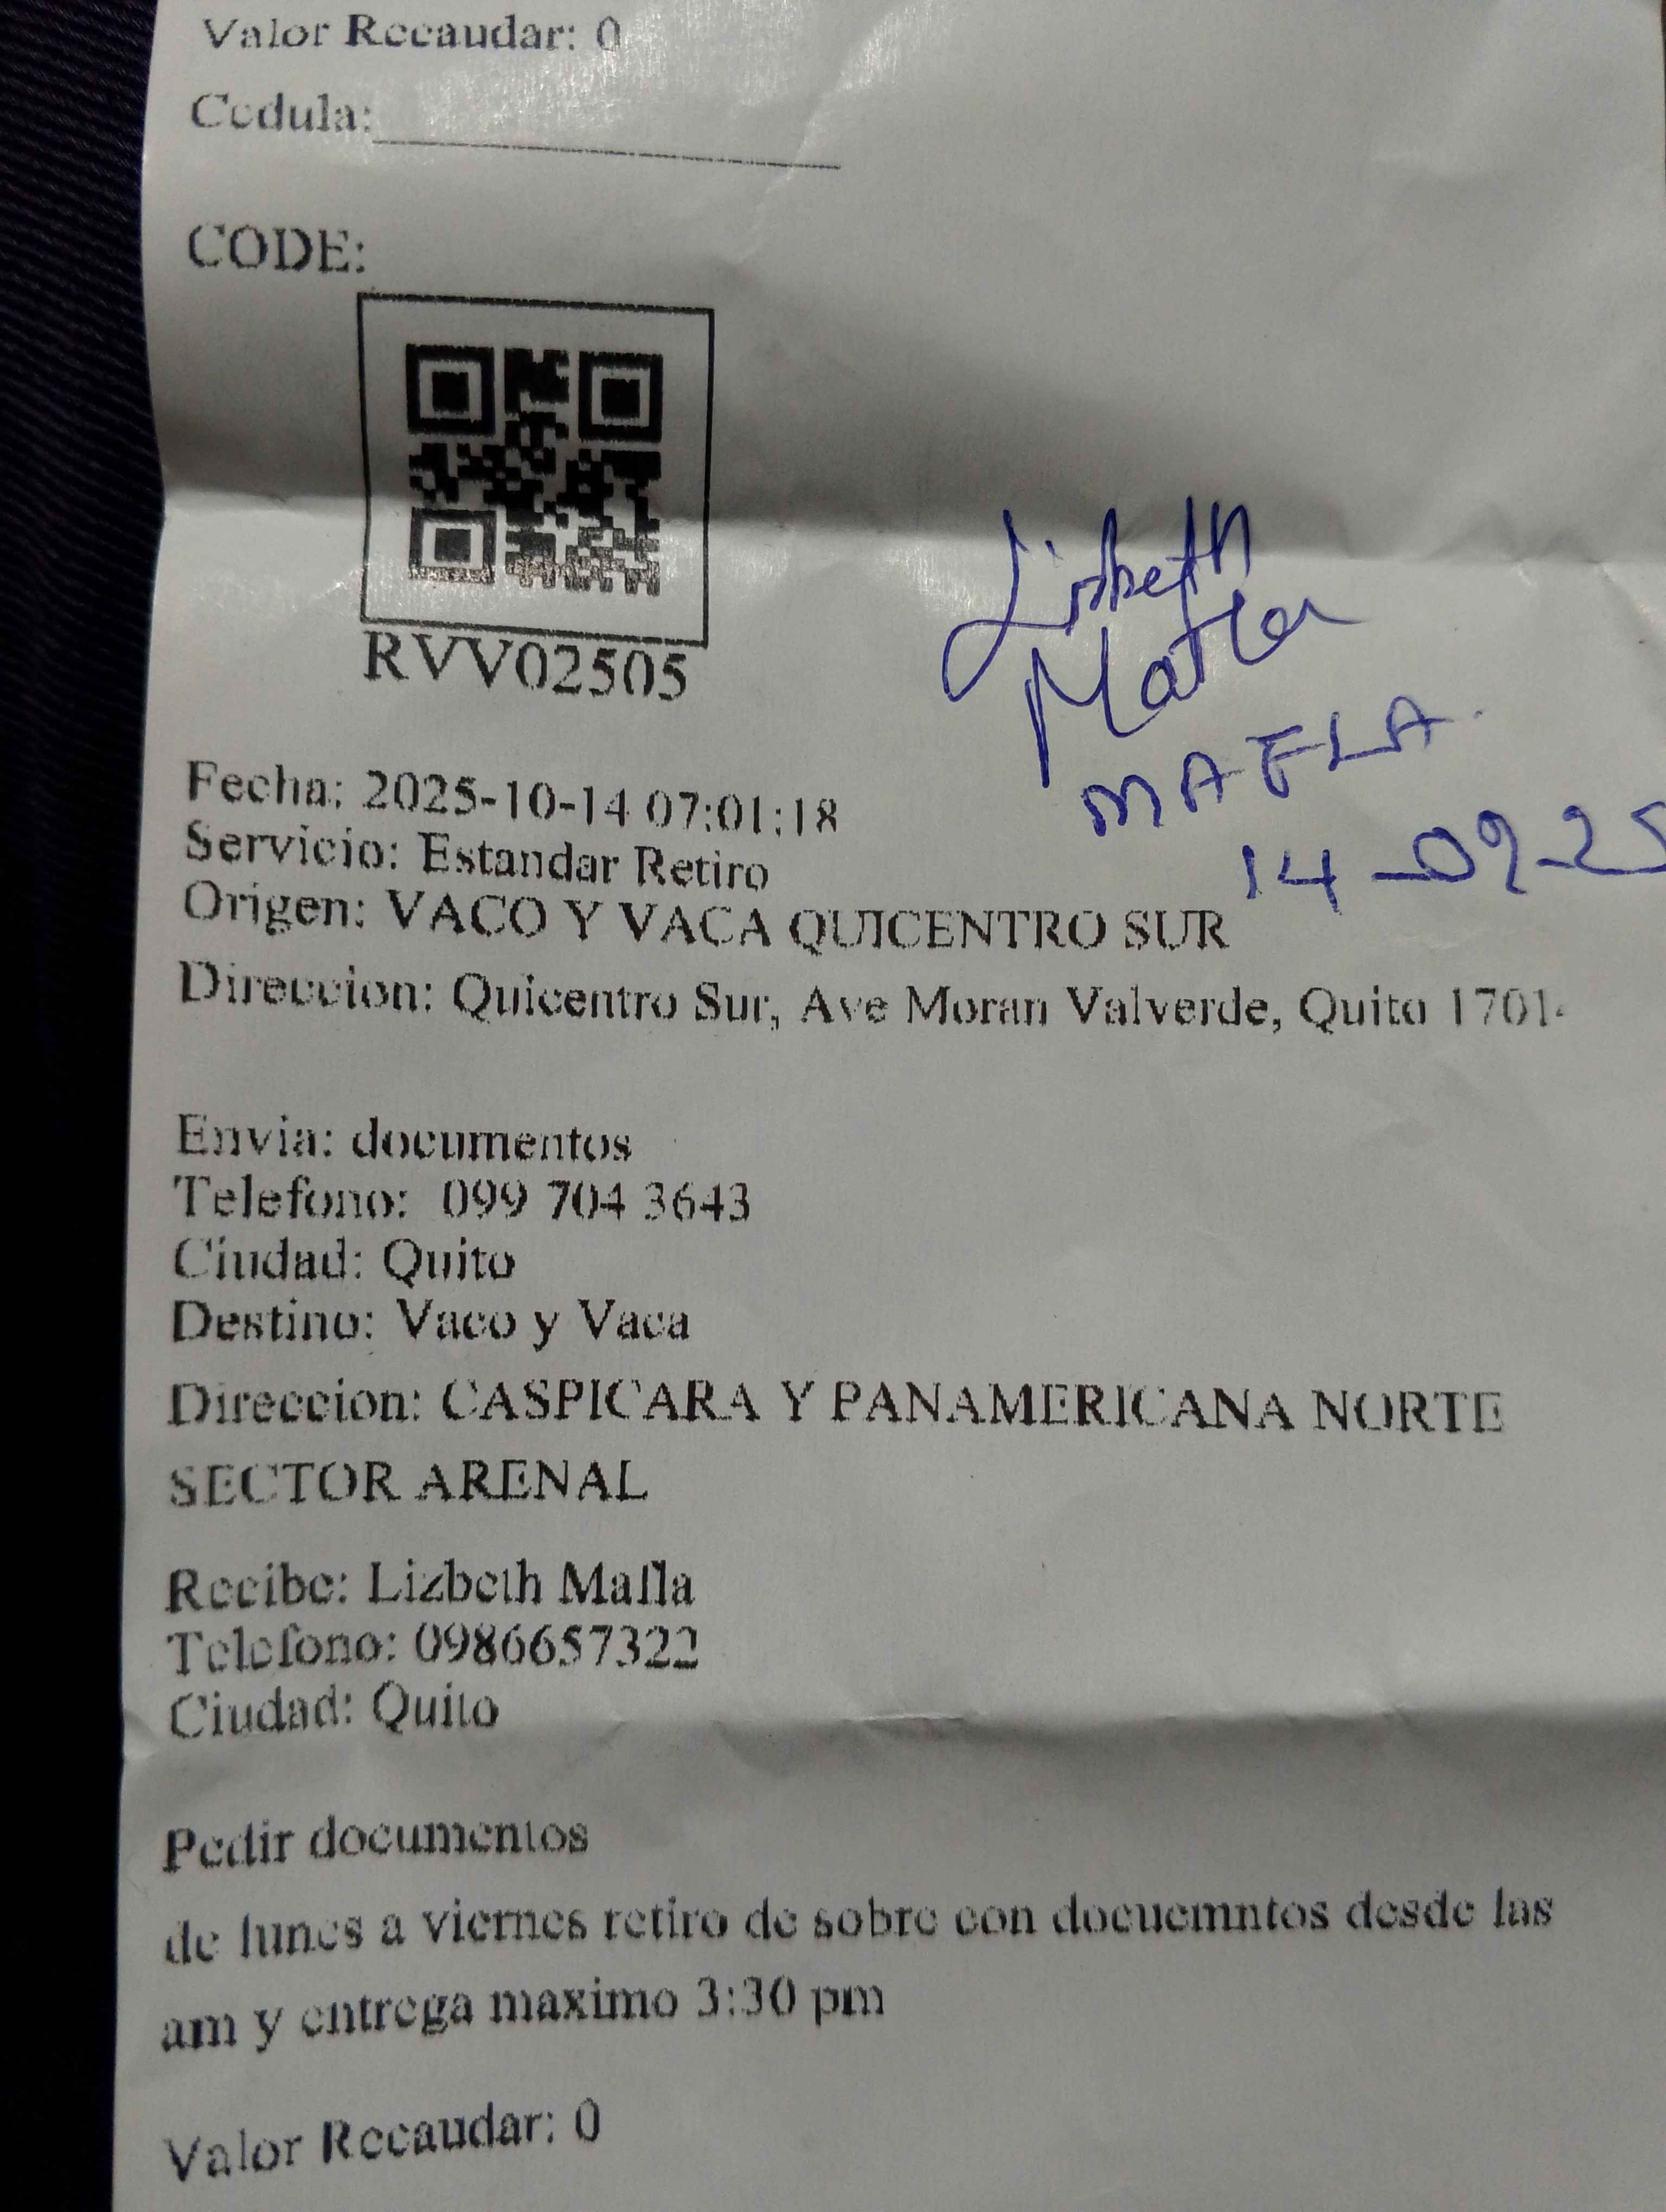 Valor Recaudar: 0
Cedula:
CODE:
RVV02505
Lizbeth
Mafla
MAFLA.
14-09-25
Fecha: 2025-10-14 07:01:18
Servicio: Estandar Retiro
Origen: VACO Y VACA QUICENTRO SUR
Direccion: Quicentro Sur, Ave Moran Valverde, Quito
Envia: documentos
Telefono: 099 704 3643
Ciudad: Quito
Destino: Vaco y Vaca
Direccion: CASPICARA Y PANAMERICANA NORTE
SECTOR ARENAL
Recibe: Lizbeth Mafla
Telefono: 0986657322
Ciudad: Quito
Pedir documentos
de lunes a viernes retiro de sobre con docuemntos desde las
am y entrega maximo 3:30 pm
Valor Recaudar: 0